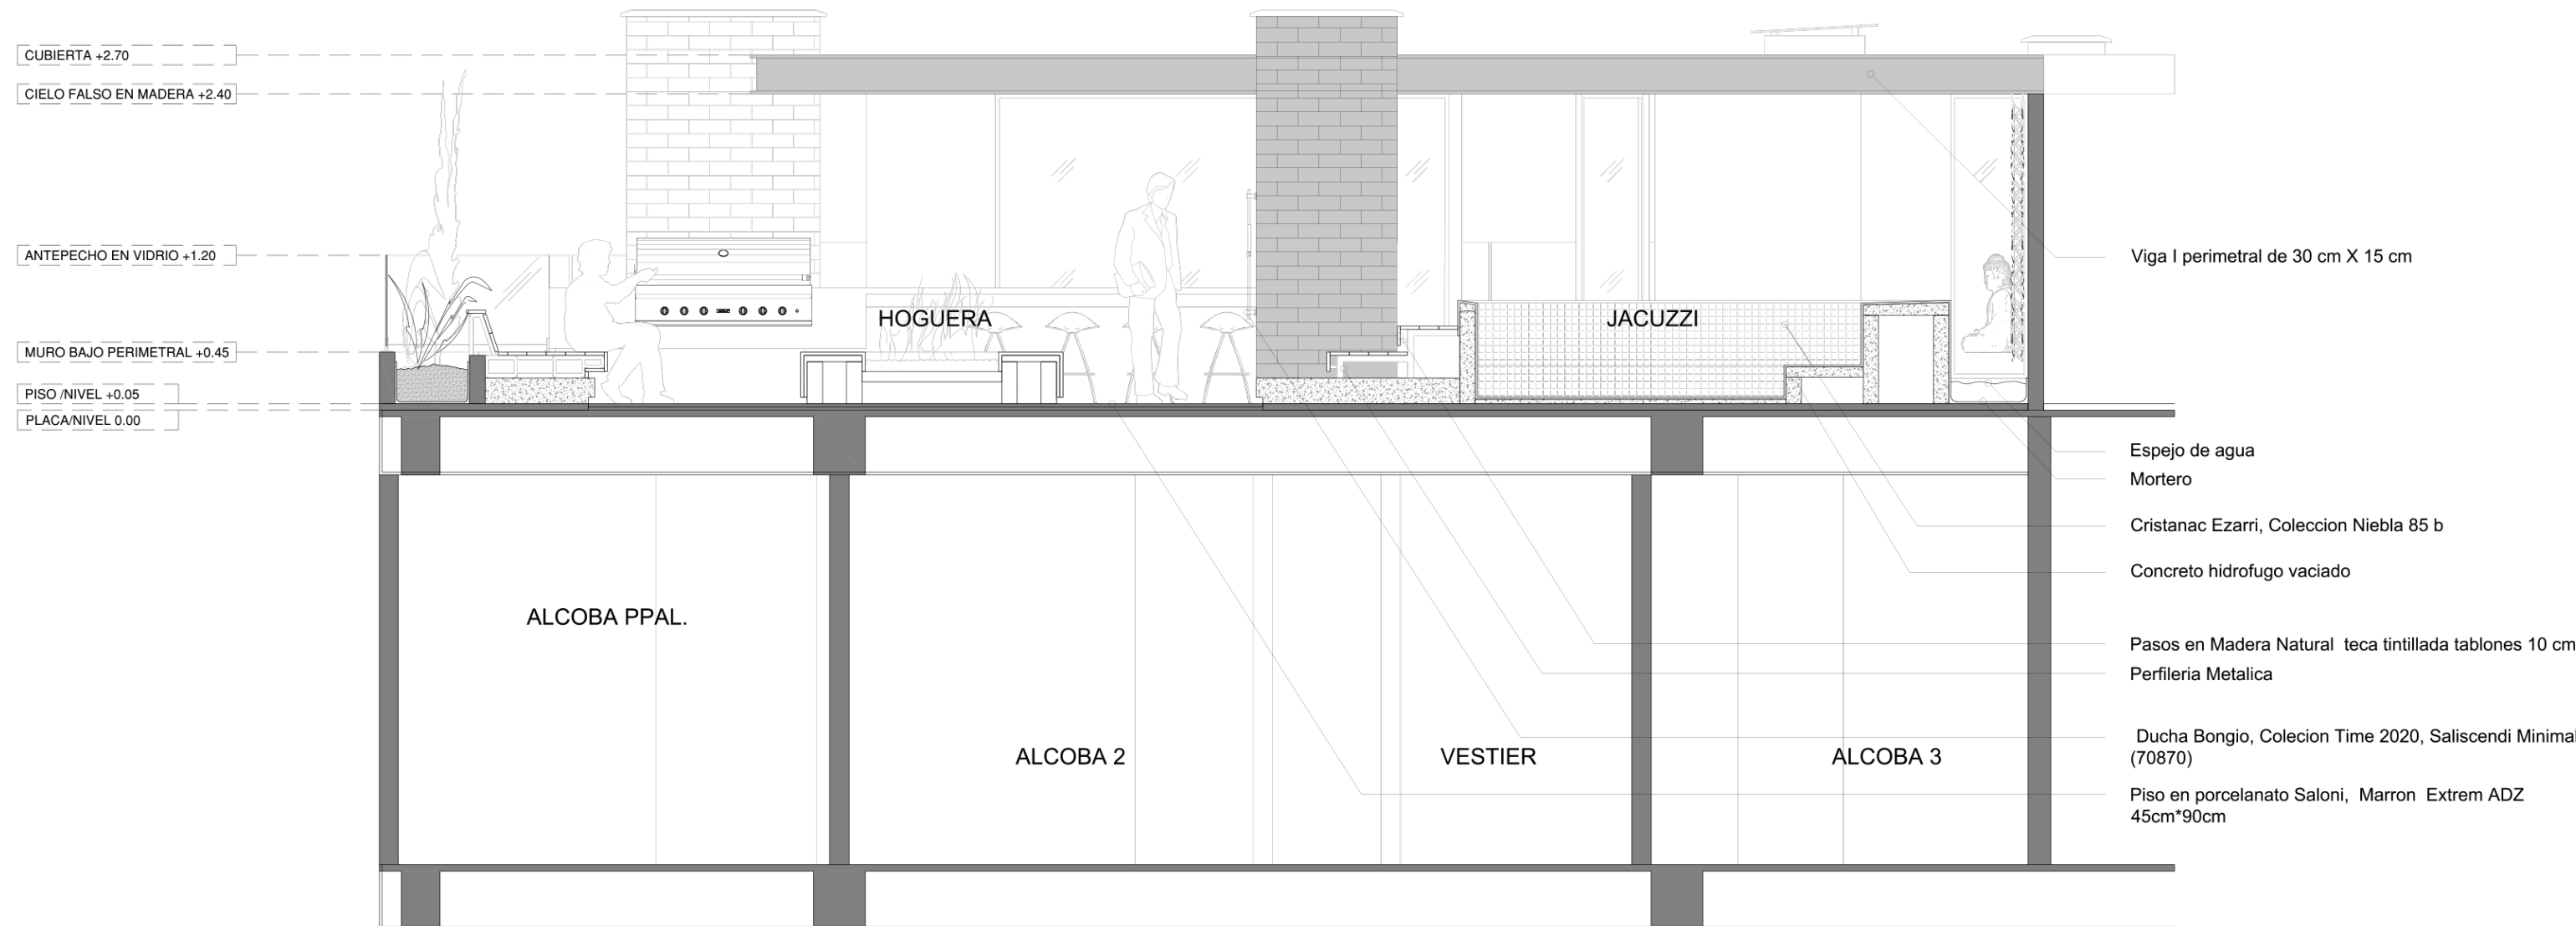 CUBIERTA +2.70
CIELO FALSO EN MADERA +2.40
ANTEPECHO EN VIDRIO +1.20
MURO BAJO PERIMETRAL +0.45
PISO /NIVEL +0.05
PLACA/NIVEL 0.00
HOGUERA
JACUZZI
ALCOBA PPAL.
ALCOBA 2
VESTIER
ALCOBA 3
Viga I perimetral de 30 cm X 15 cm
Espejo de agua
Mortero
Cristanac Ezarri, Coleccion Niebla 85 b
Concreto hidrofugo vaciado
Pasos en Madera Natural teca tintillada tablones 10 cm
Perfileria Metalica
Ducha Bongio, Colecion Time 2020, Saliscendi Minimal
(70870)
Piso en porcelanato Saloni, Marron Extrem ADZ
45cm*90cm